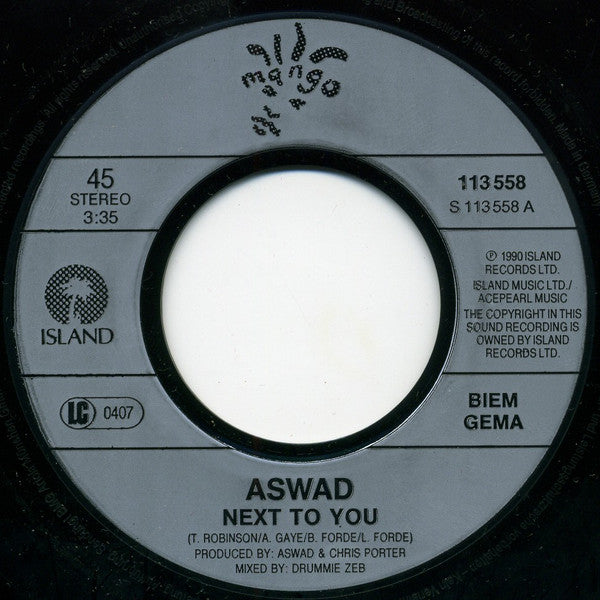 mango
45
STEREO
3:35
113 558
S 113 558 A
ISLAND
℗ 1990 ISLAND
RECORDS LTD.
ISLAND MUSIC LTD./
ACEPEARL MUSIC
THE COPYRIGHT IN THIS
SOUND RECORDING IS
OWNED BY ISLAND
RECORDS LTD.
LC 0407
BIEM
GEMA
ASWAD
NEXT TO YOU
(T. ROBINSON/A. GAYE/B. FORDE/L. FORDE)
PRODUCED BY: ASWAD & CHRIS PORTER
MIXED BY: DRUMMIE ZEB